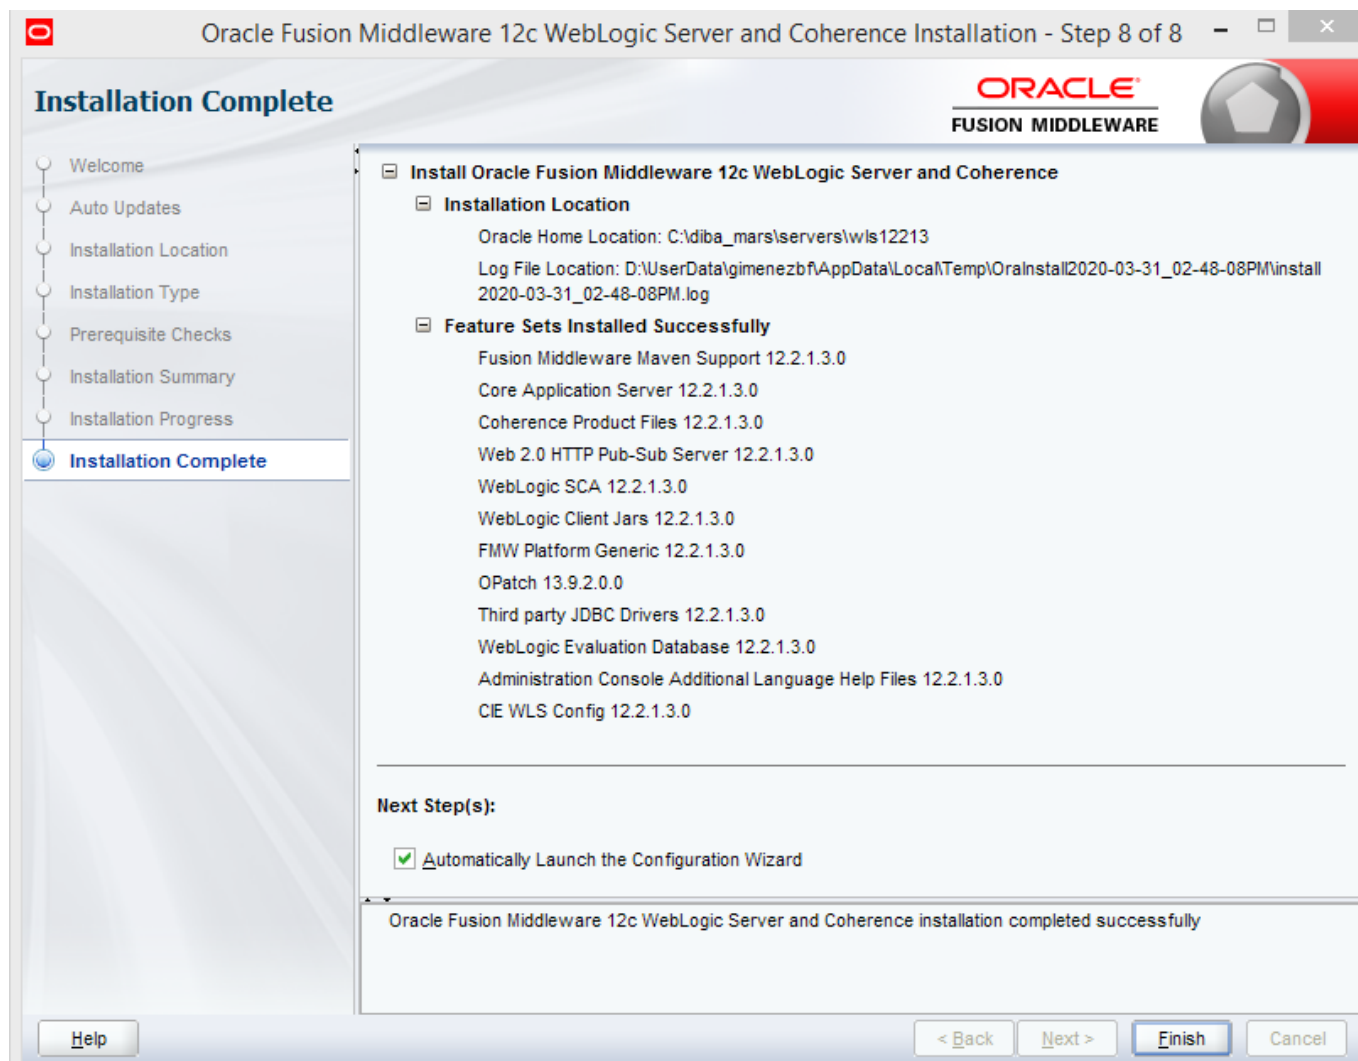 Oracle Fusion Middleware 12c WebLogic Server and Coherence Installation - Step 8 of 8
Installation Complete
ORACLE
FUSION MIDDLEWARE
Welcome
Auto Updates
Installation Location
Installation Type
Prerequisite Checks
Installation Summary
Installation Progress
Installation Complete
Install Oracle Fusion Middleware 12c WebLogic Server and Coherence
Installation Location
Oracle Home Location: C:\diba_mars\servers\wls12213
Log File Location: D:\UserData\gimenezbf\AppData\Local\Temp\OraInstall2020-03-31_02-48-08PM\install
2020-03-31_02-48-08PM.log
Feature Sets Installed Successfully
Fusion Middleware Maven Support 12.2.1.3.0
Core Application Server 12.2.1.3.0
Coherence Product Files 12.2.1.3.0
Web 2.0 HTTP Pub-Sub Server 12.2.1.3.0
WebLogic SCA 12.2.1.3.0
WebLogic Client Jars 12.2.1.3.0
FMW Platform Generic 12.2.1.3.0
OPatch 13.9.2.0.0
Third party JDBC Drivers 12.2.1.3.0
WebLogic Evaluation Database 12.2.1.3.0
Administration Console Additional Language Help Files 12.2.1.3.0
CIE WLS Config 12.2.1.3.0
Next Step(s):
Automatically Launch the Configuration Wizard
Oracle Fusion Middleware 12c WebLogic Server and Coherence installation completed successfully
Help
< Back
Next >
Finish
Cancel